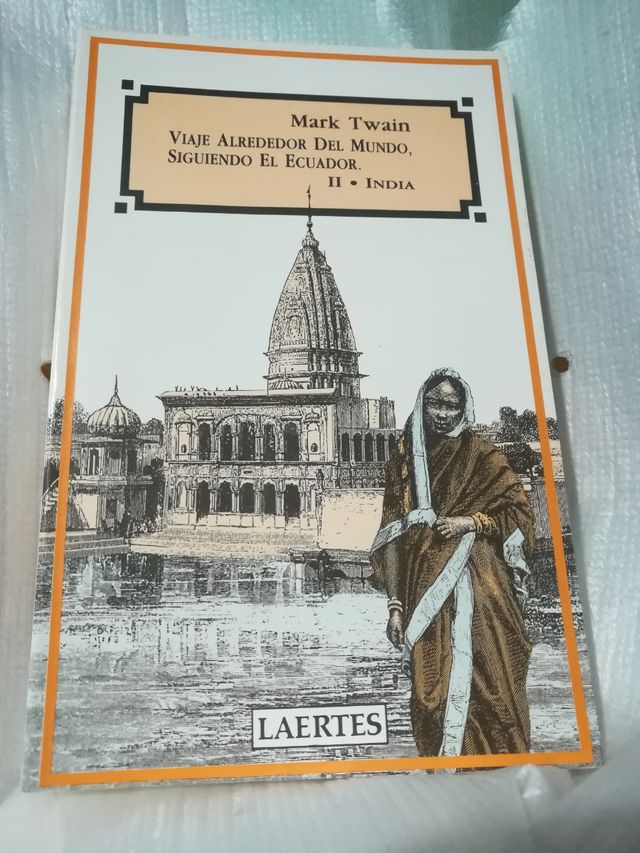 Mark Twain
Viaje Alrededor Del Mundo,
Siguiendo El Ecuador.
II • India
LAERTES